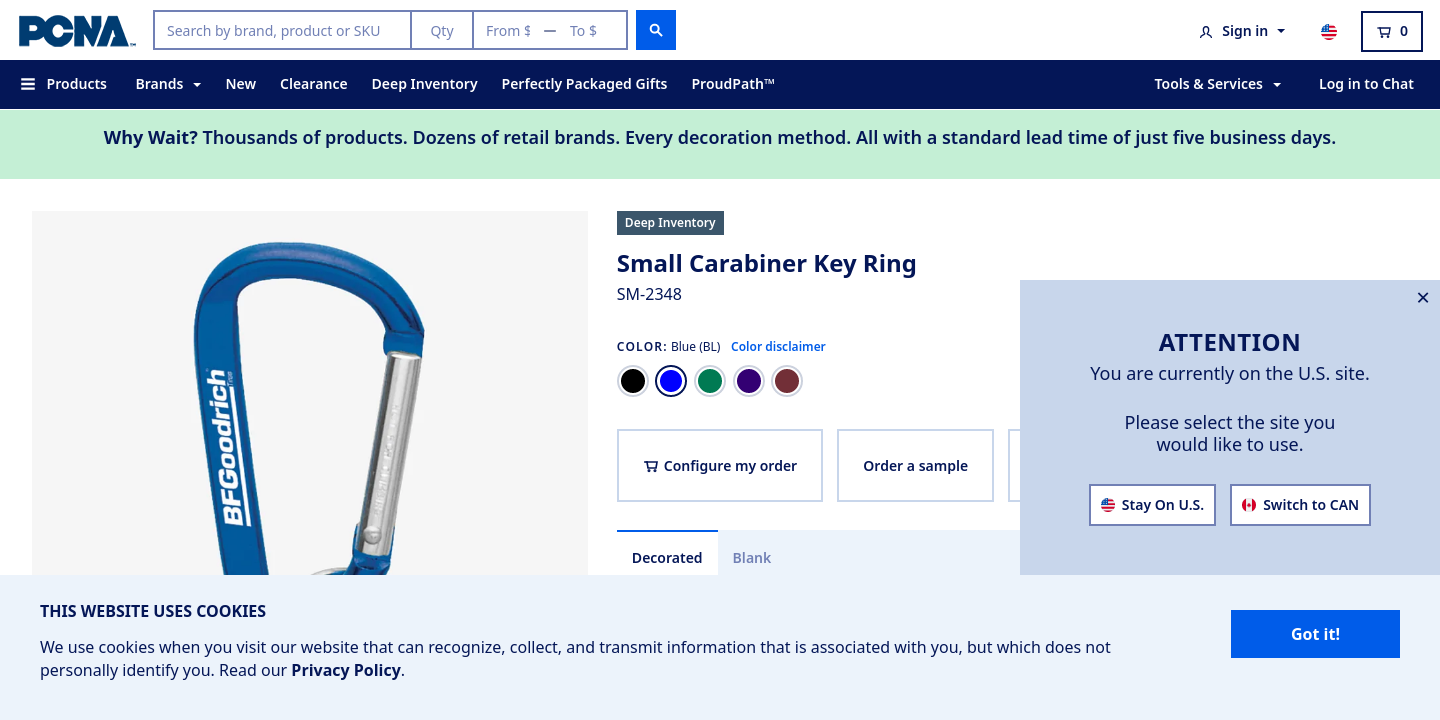 PCNA
Search by brand, product or SKU
Qty
From $ — To $
Sign in
0
Products
Brands
New
Clearance
Deep Inventory
Perfectly Packaged Gifts
ProudPath™
Tools & Services
Log in to Chat
Why Wait? Thousands of products. Dozens of retail brands. Every decoration method. All with a standard lead time of just five business days.
Deep Inventory
Small Carabiner Key Ring
SM-2348
COLOR: Blue (BL) Color disclaimer
Configure my order
Order a sample
Decorated
Blank
BFGoodrich
ATTENTION
You are currently on the U.S. site.
Please select the site you
would like to use.
Stay On U.S.
Switch to CAN
THIS WEBSITE USES COOKIES
We use cookies when you visit our website that can recognize, collect, and transmit information that is associated with you, but which does not
personally identify you. Read our Privacy Policy.
Got it!